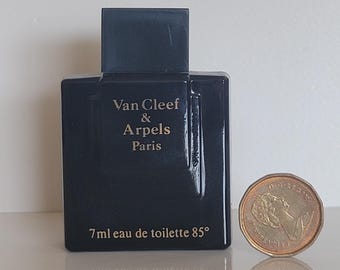 Van Cleef
&
Arpels
Paris
7ml eau de toilette 85°